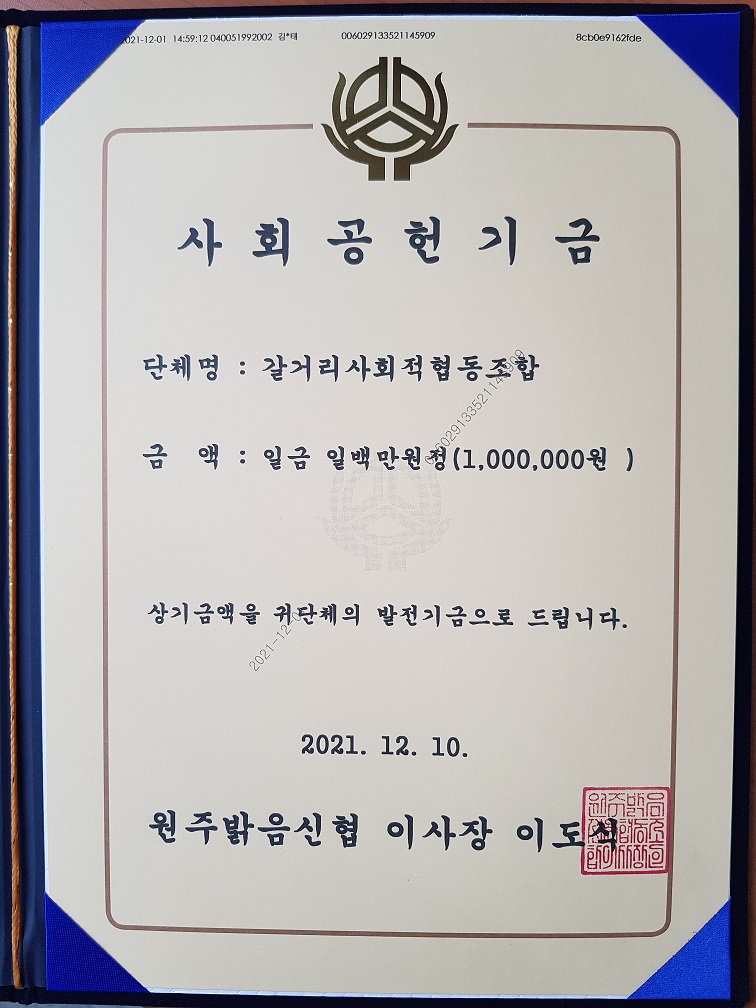 2021-12-01 14:59:12 040051992002 김*태 006029133521145909 8cb0e9162fde
사회공헌기금
단체명 : 갈거리사회적협동조합
006029133521145909
금 액 : 일금 일백만원정(1,000,000원 )
상기금액을 귀단체의 발전기금으로 드립니다.
2021-12-01
2021. 12. 10.
원주밝음신협 이사장 이도식